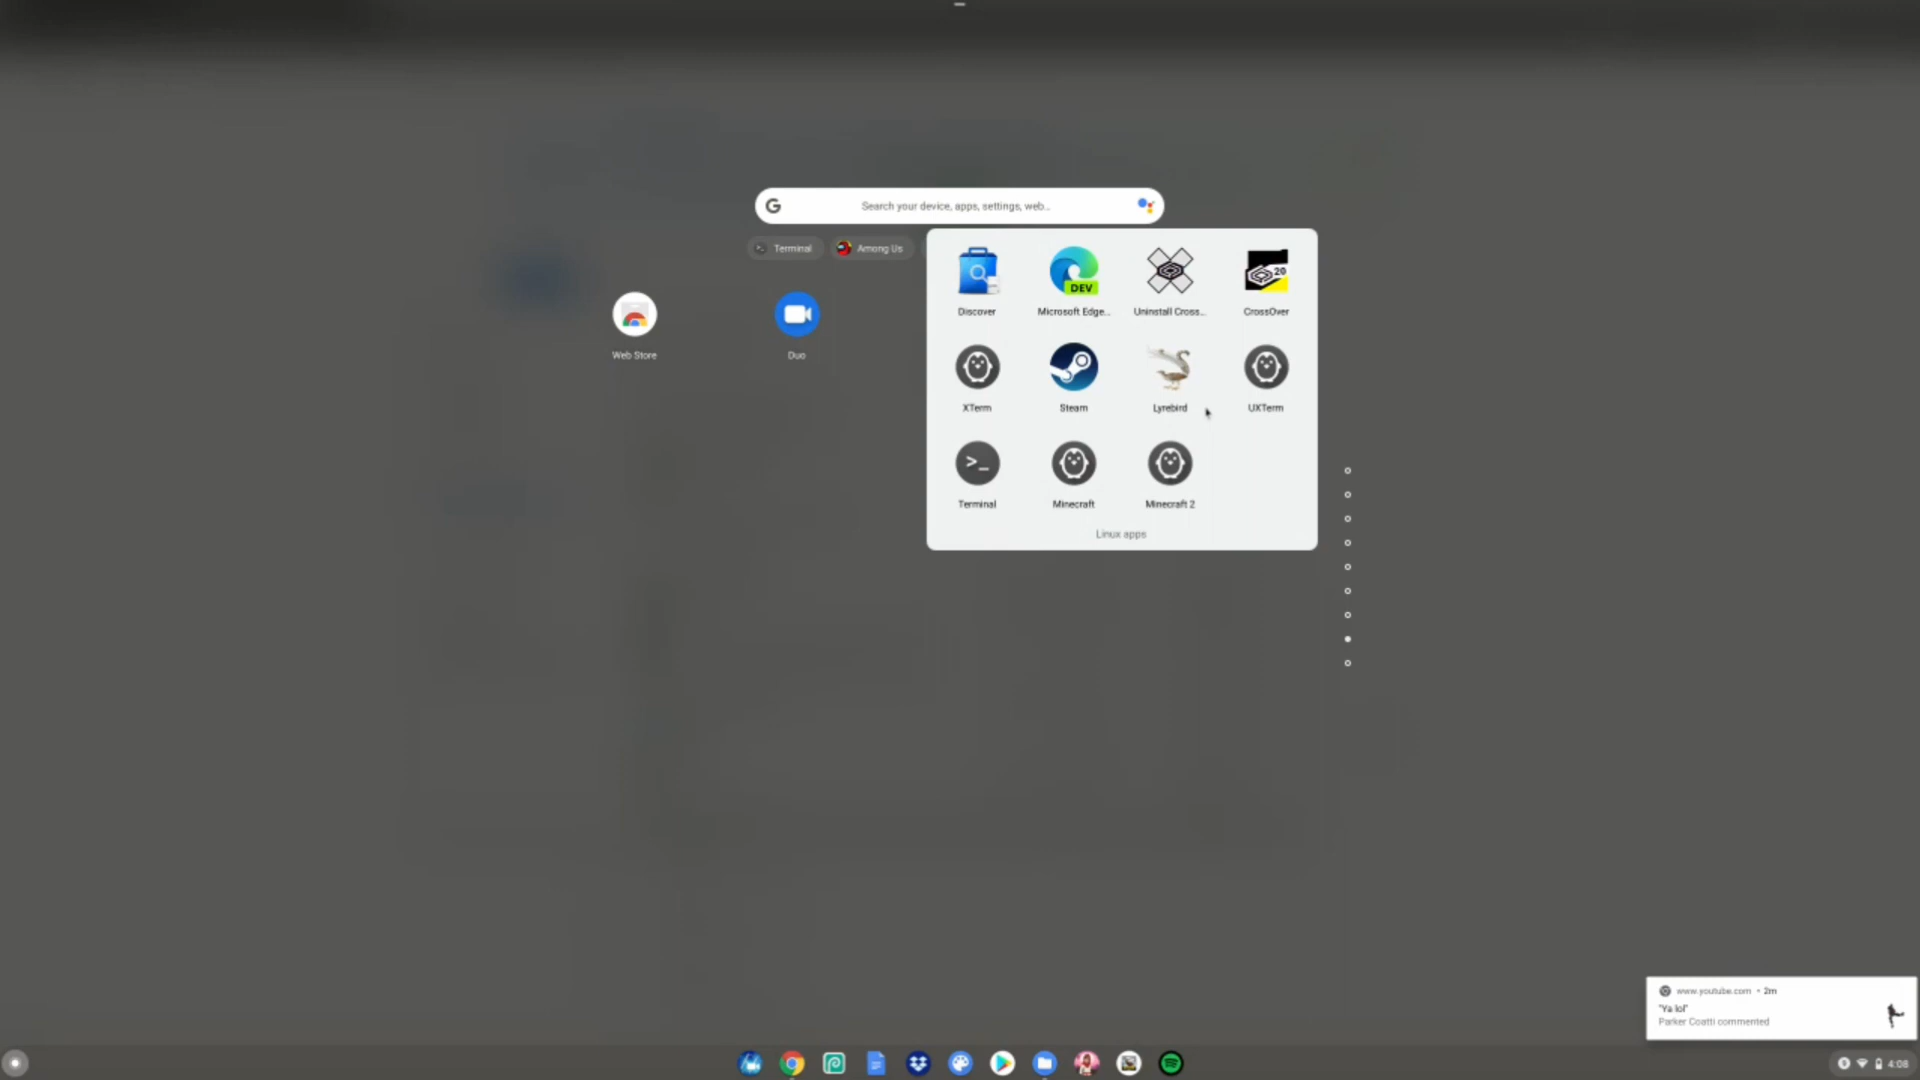 Search your device, apps, settings, web...
Terminal
Among Us
Web Store
Duo
DEV
20
Discover
Microsoft Edge...
Uninstall Cross...
CrossOver
XTerm
Steam
Lyrebird
UXTerm
>_
Terminal
Minecraft
Minecraft 2
Linux apps
www.youtube.com • 2m
"Ya lol"
Parker Coatti commented
4:08